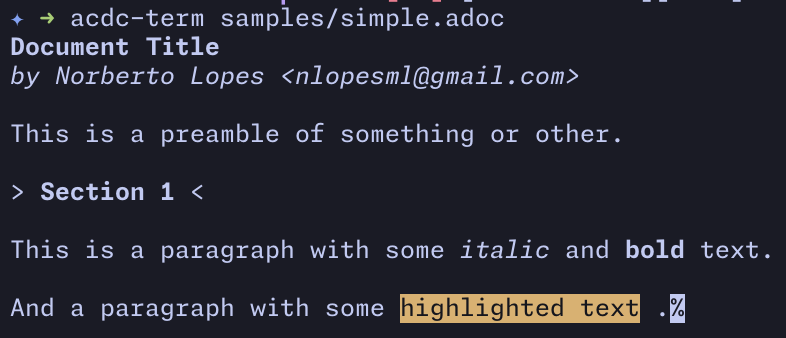 ✦ ➜ acdc-term samples/simple.adoc
Document Title
by Norberto Lopes <nlopesml@gmail.com>
This is a preamble of something or other.
> Section 1 <
This is a paragraph with some italic and bold text.
And a paragraph with some highlighted text .%